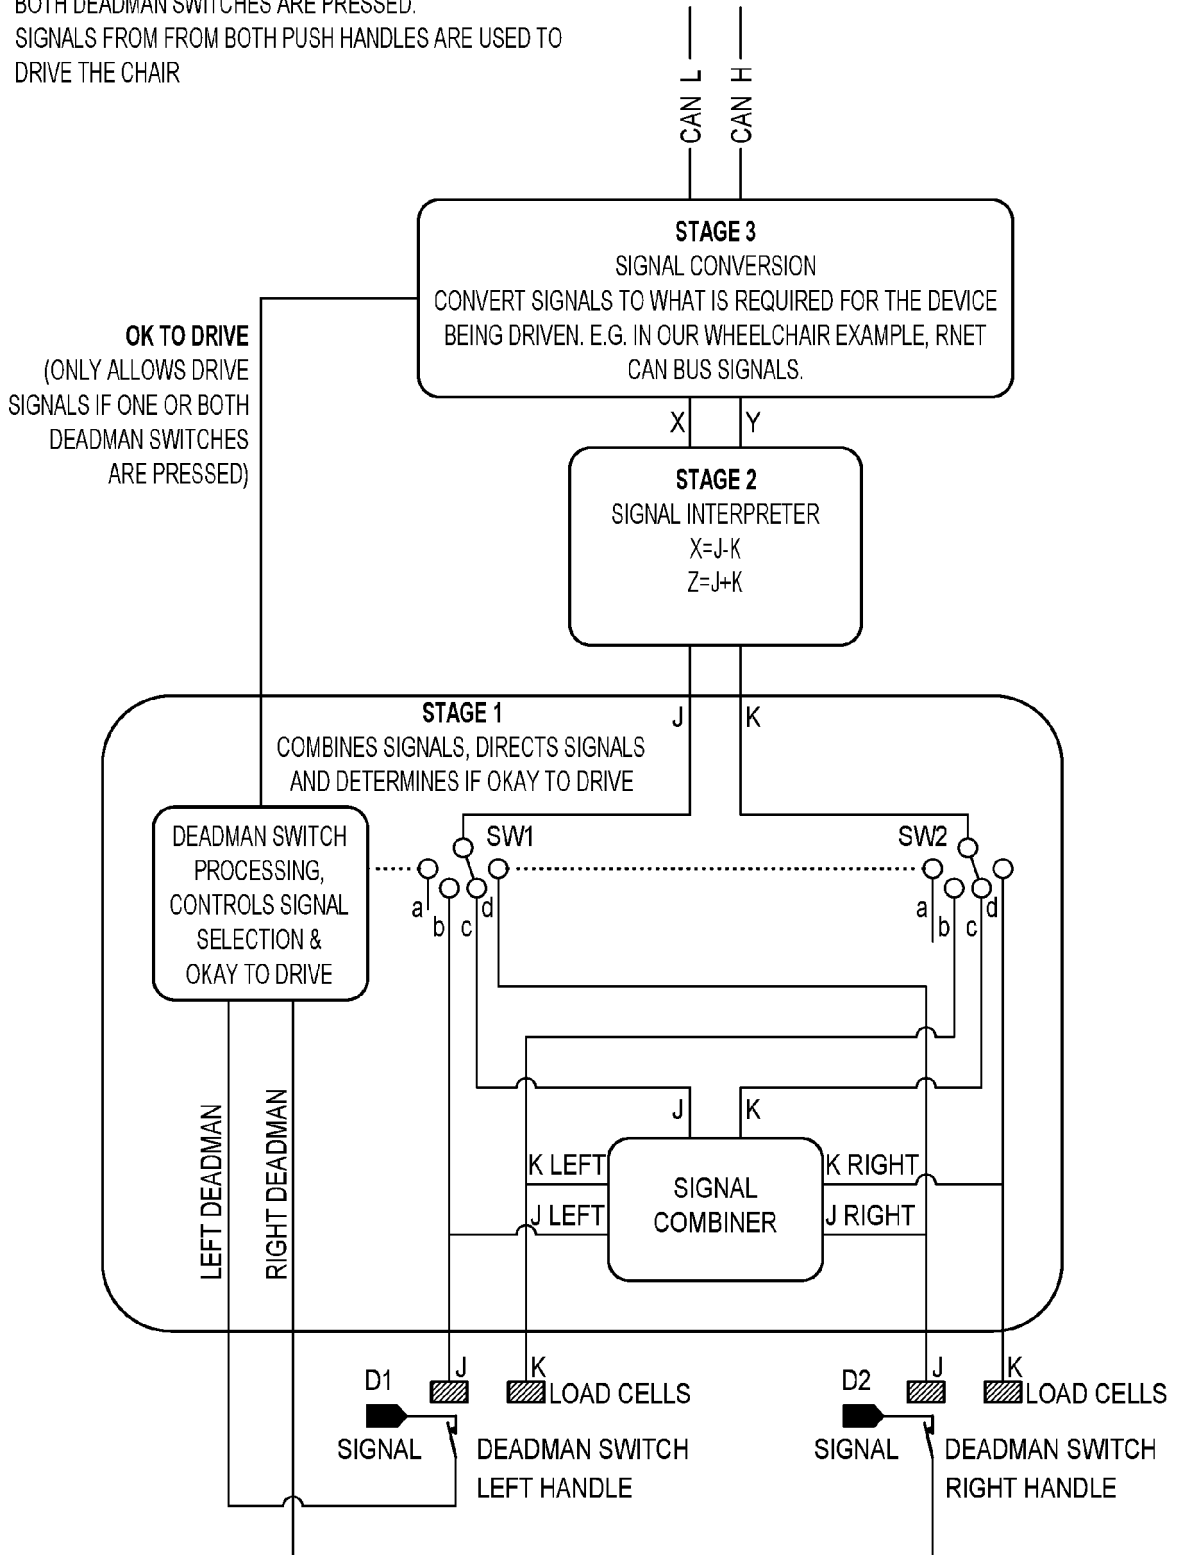 BOTH DEADMAN SWITCHES ARE PRESSED.
SIGNALS FROM FROM BOTH PUSH HANDLES ARE USED TO
DRIVE THE CHAIR
CAN L
CAN H
STAGE 3
SIGNAL CONVERSION
CONVERT SIGNALS TO WHAT IS REQUIRED FOR THE DEVICE
BEING DRIVEN. E.G. IN OUR WHEELCHAIR EXAMPLE, RNET
CAN BUS SIGNALS.
OK TO DRIVE
(ONLY ALLOWS DRIVE
SIGNALS IF ONE OR BOTH
DEADMAN SWITCHES
ARE PRESSED)
X
Y
STAGE 2
SIGNAL INTERPRETER
X=J-K
Z=J+K
STAGE 1
COMBINES SIGNALS, DIRECTS SIGNALS
AND DETERMINES IF OKAY TO DRIVE
J
K
DEADMAN SWITCH
PROCESSING,
CONTROLS SIGNAL
SELECTION &
OKAY TO DRIVE
SW1
a
b
c
d
SW2
a
b
c
d
LEFT DEADMAN
RIGHT DEADMAN
J
K
K LEFT
J LEFT
SIGNAL
COMBINER
K RIGHT
J RIGHT
D1
J
K
LOAD CELLS
SIGNAL
DEADMAN SWITCH
LEFT HANDLE
D2
J
K
LOAD CELLS
SIGNAL
DEADMAN SWITCH
RIGHT HANDLE